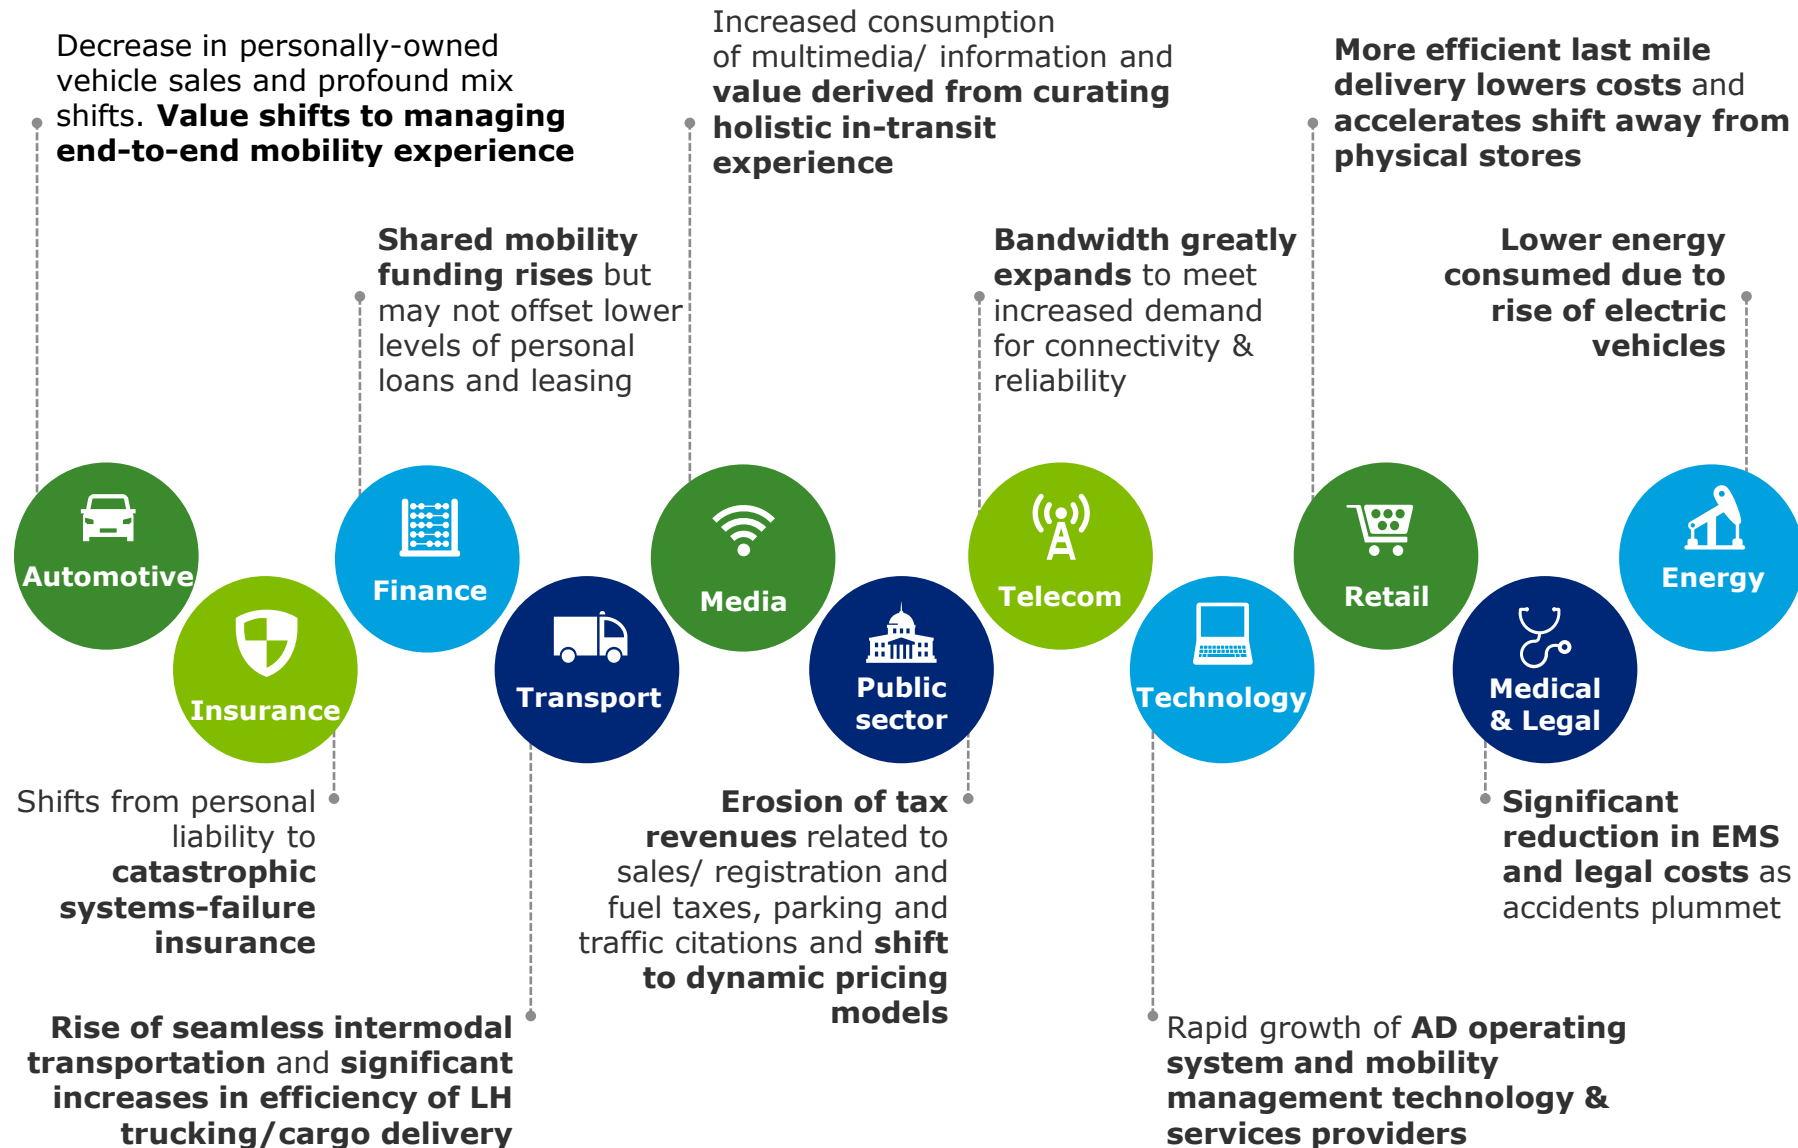 Decrease in personally-owned
vehicle sales and profound mix
shifts. Value shifts to managing
end-to-end mobility experience
Increased consumption
of multimedia/ information and
value derived from curating
holistic in-transit
experience
More efficient last mile
delivery lowers costs and
accelerates shift away from
physical stores
Shared mobility
funding rises but
may not offset lower
levels of personal
loans and leasing
Bandwidth greatly
expands to meet
increased demand
for connectivity &
reliability
Lower energy
consumed due to
rise of electric
vehicles
Automotive
Insurance
Finance
Transport
Media
Public
sector
Telecom
Technology
Retail
Medical
& Legal
Energy
Shifts from personal
liability to
catastrophic
systems-failure
insurance
Erosion of tax
revenues related to
sales/ registration and
fuel taxes, parking and
traffic citations and shift
to dynamic pricing
models
Significant
reduction in EMS
and legal costs as
accidents plummet
Rise of seamless intermodal
transportation and significant
increases in efficiency of LH
trucking/cargo delivery
Rapid growth of AD operating
system and mobility
management technology &
services providers